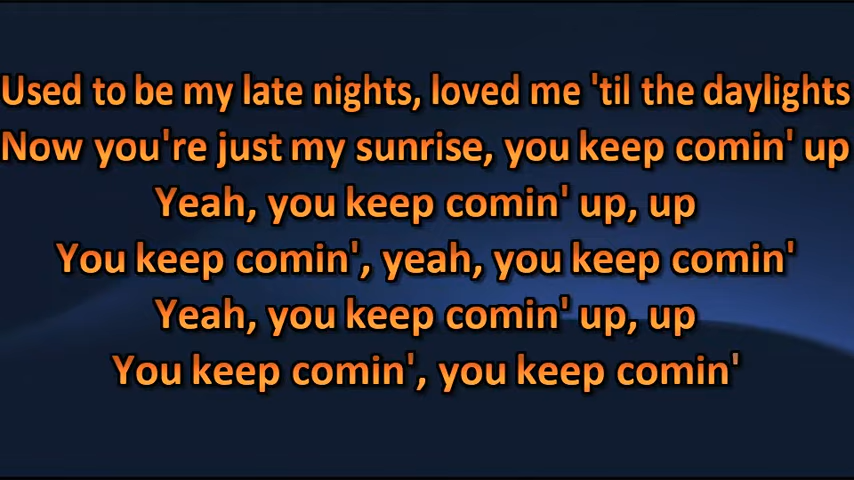 Used to be my late nights, loved me 'til the daylights
Now you're just my sunrise, you keep comin' up
Yeah, you keep comin' up, up
You keep comin', yeah, you keep comin'
Yeah, you keep comin' up, up
You keep comin', you keep comin'